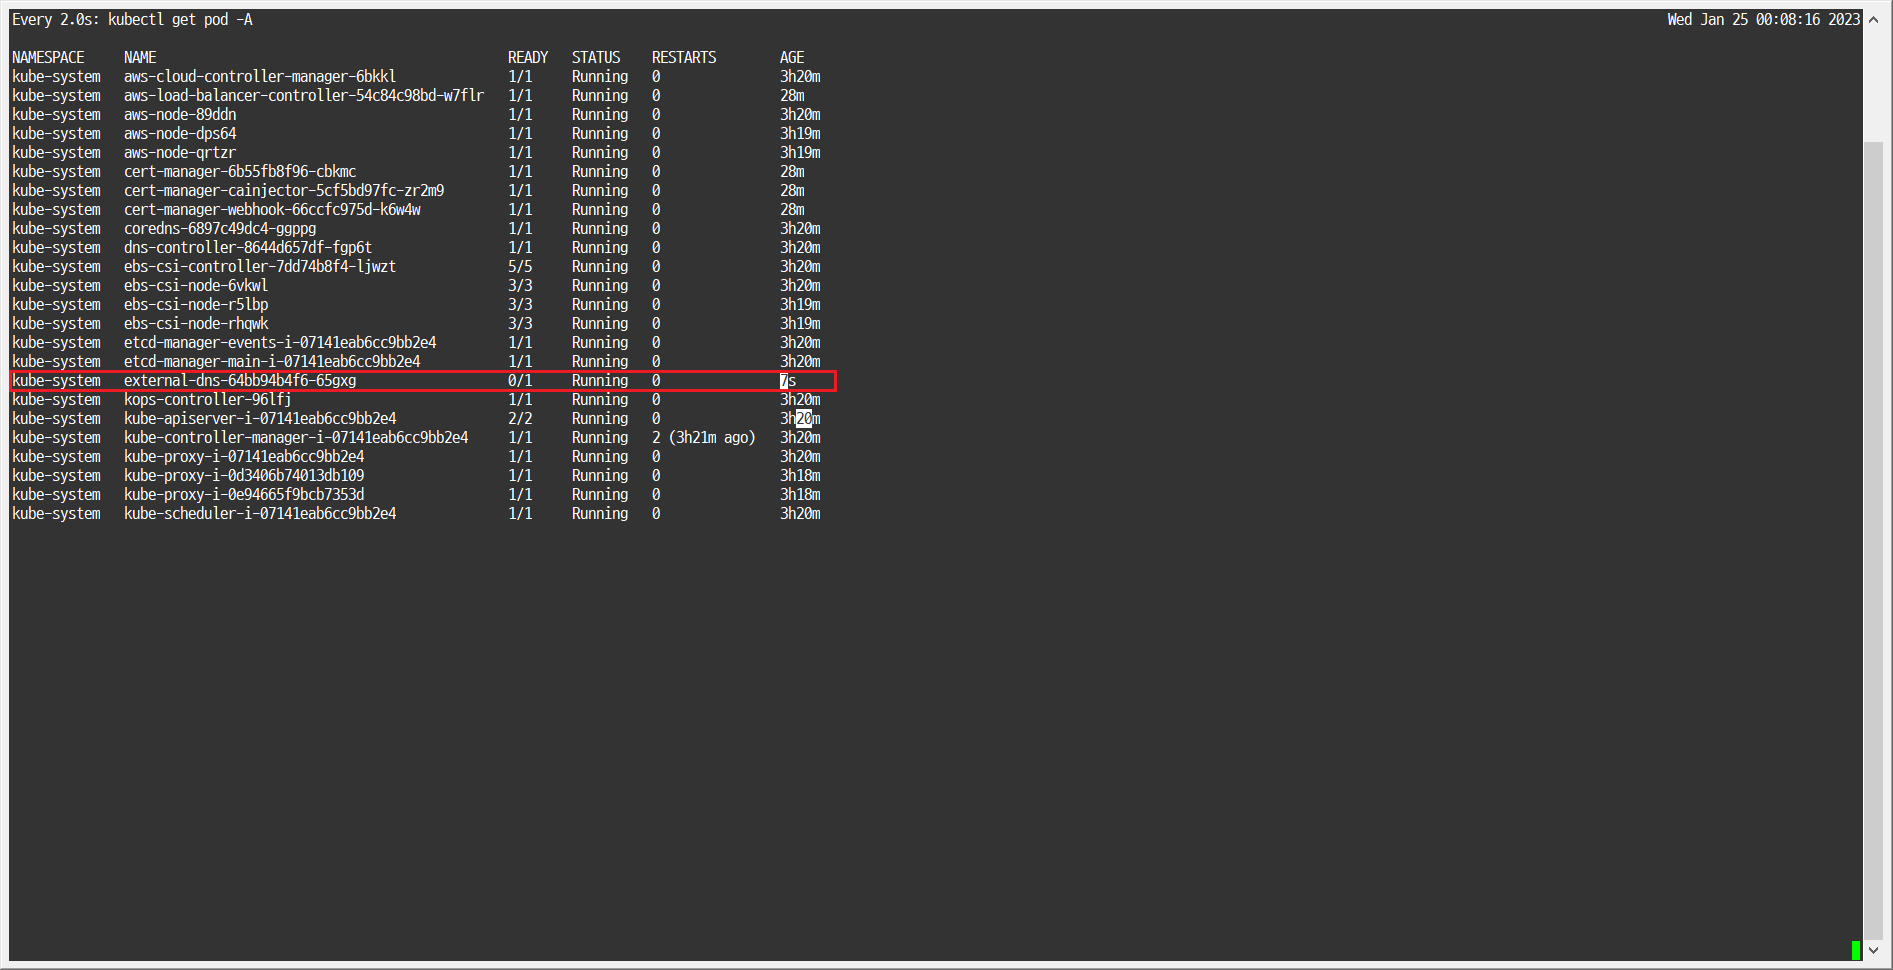 Every 2.0s: kubectl get pod -A Wed Jan 25 00:08:16 2023
NAMESPACE NAME READY STATUS RESTARTS AGE
kube-system aws-cloud-controller-manager-6bkkl 1/1 Running 0 3h20m
kube-system aws-load-balancer-controller-54c84c98bd-w7flr 1/1 Running 0 28m
kube-system aws-node-89ddn 1/1 Running 0 3h20m
kube-system aws-node-dps64 1/1 Running 0 3h19m
kube-system aws-node-qrtzr 1/1 Running 0 3h19m
kube-system cert-manager-6b55fb8f96-cbkmc 1/1 Running 0 28m
kube-system cert-manager-cainjector-5cf5bd97fc-zr2m9 1/1 Running 0 28m
kube-system cert-manager-webhook-66ccfc975d-k6w4w 1/1 Running 0 28m
kube-system coredns-6897c49dc4-ggppg 1/1 Running 0 3h20m
kube-system dns-controller-8644d657df-fgp6t 1/1 Running 0 3h20m
kube-system ebs-csi-controller-7dd74b8f4-ljwzt 5/5 Running 0 3h20m
kube-system ebs-csi-node-6vkwl 3/3 Running 0 3h20m
kube-system ebs-csi-node-r5lbp 3/3 Running 0 3h19m
kube-system ebs-csi-node-rhqwk 3/3 Running 0 3h19m
kube-system etcd-manager-events-i-07141eab6cc9bb2e4 1/1 Running 0 3h20m
kube-system etcd-manager-main-i-07141eab6cc9bb2e4 1/1 Running 0 3h20m
kube-system external-dns-64bb94b4f6-65gxg 0/1 Running 0 7s
kube-system kops-controller-96lfj 1/1 Running 0 3h20m
kube-system kube-apiserver-i-07141eab6cc9bb2e4 2/2 Running 0 3h20m
kube-system kube-controller-manager-i-07141eab6cc9bb2e4 1/1 Running 2 (3h21m ago) 3h20m
kube-system kube-proxy-i-07141eab6cc9bb2e4 1/1 Running 0 3h20m
kube-system kube-proxy-i-0d3406b74013db109 1/1 Running 0 3h18m
kube-system kube-proxy-i-0e94665f9bcb7353d 1/1 Running 0 3h18m
kube-system kube-scheduler-i-07141eab6cc9bb2e4 1/1 Running 0 3h20m